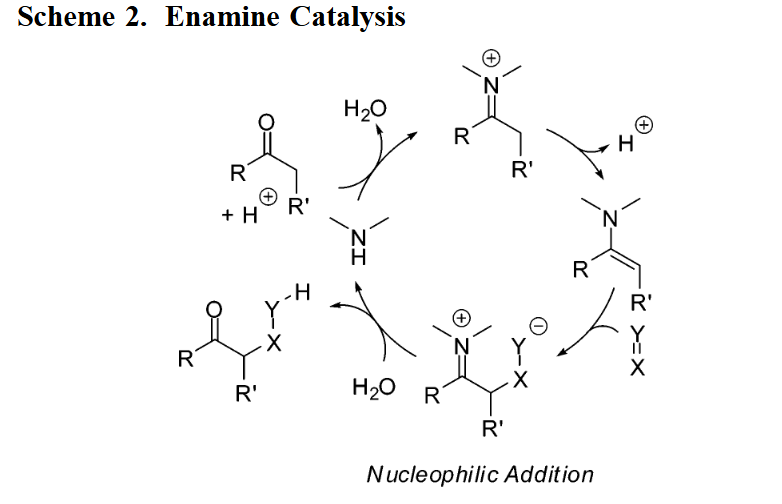 Scheme 2. Enamine Catalysis
⊕
N
H₂O
O
R
R'
H
⊕
R
+ H
⊕
R'
N
H
N
R
R'
Y
X
O
Y
-H
X
R
R'
H₂O
⊕
N
R
Y
⊖
X
R'
Nucleophilic Addition